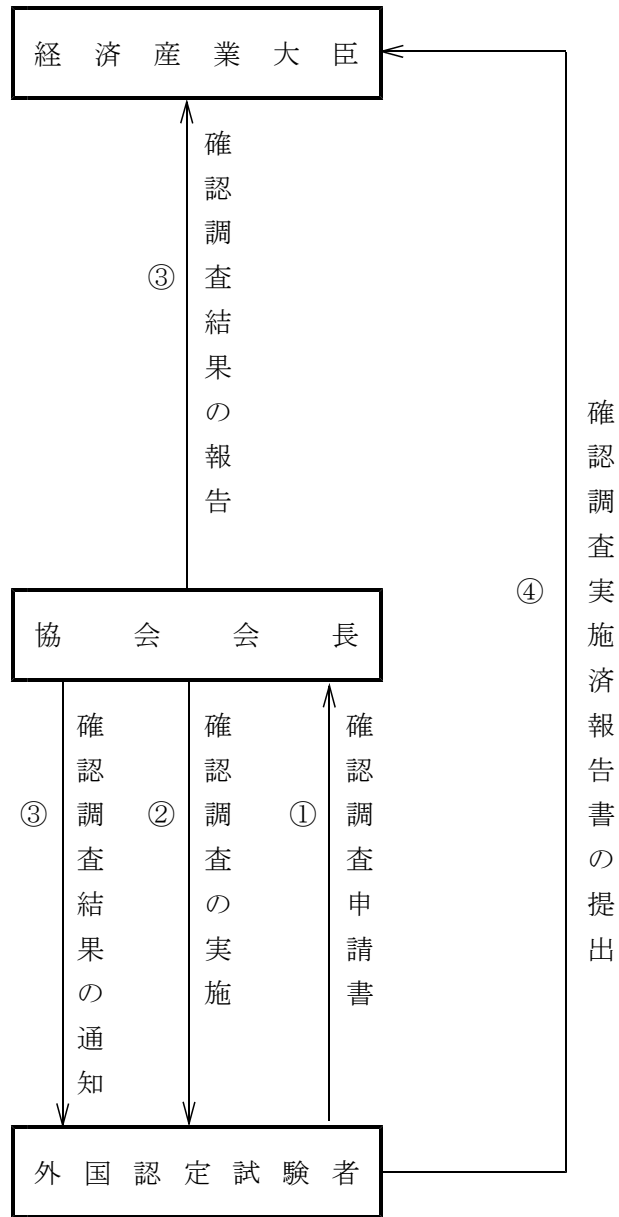 経済産業大臣
③
確認調査結果の報告
④
確認調査実施済報告書の提出
協会会長
③
確認調査結果の通知
②
確認調査の実施
①
確認調査申請書
外国認定試験者